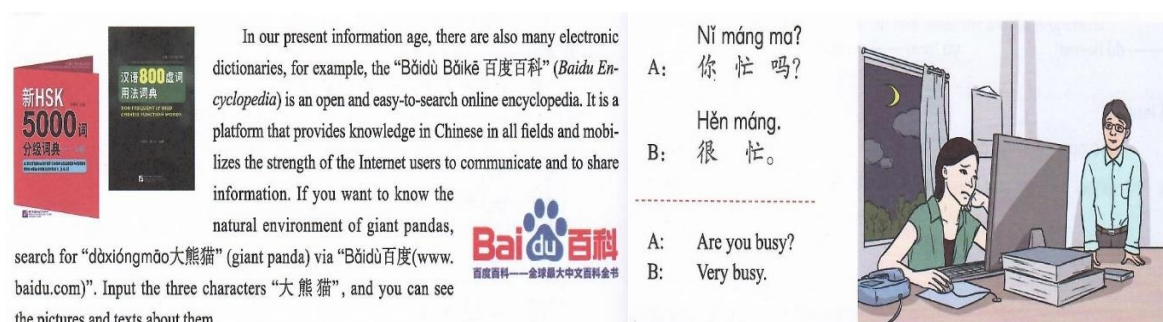 新HSK
5000词
分级词典
汉语800虚词
用法词典
In our present information age, there are also many electronic
dictionaries, for example, the “Bǎidù Bǎikē 百度百科” (Baidu En-
cyclopedia) is an open and easy-to-search online encyclopedia. It is a
platform that provides knowledge in Chinese in all fields and mobi-
lizes the strength of the Internet users to communicate and to share
information. If you want to know the
natural environment of giant pandas,
search for “dàxióngmāo大熊猫” (giant panda) via “Bǎidù百度(www.
baidu.com)”. Input the three characters “大熊猫”, and you can see
the pictures and texts about them
Bai du 百科
百度百科——全球最大中文百科全书
Nǐ máng ma?
A: 你 忙 吗?
Hěn máng.
B: 很 忙。
A: Are you busy?
B: Very busy.